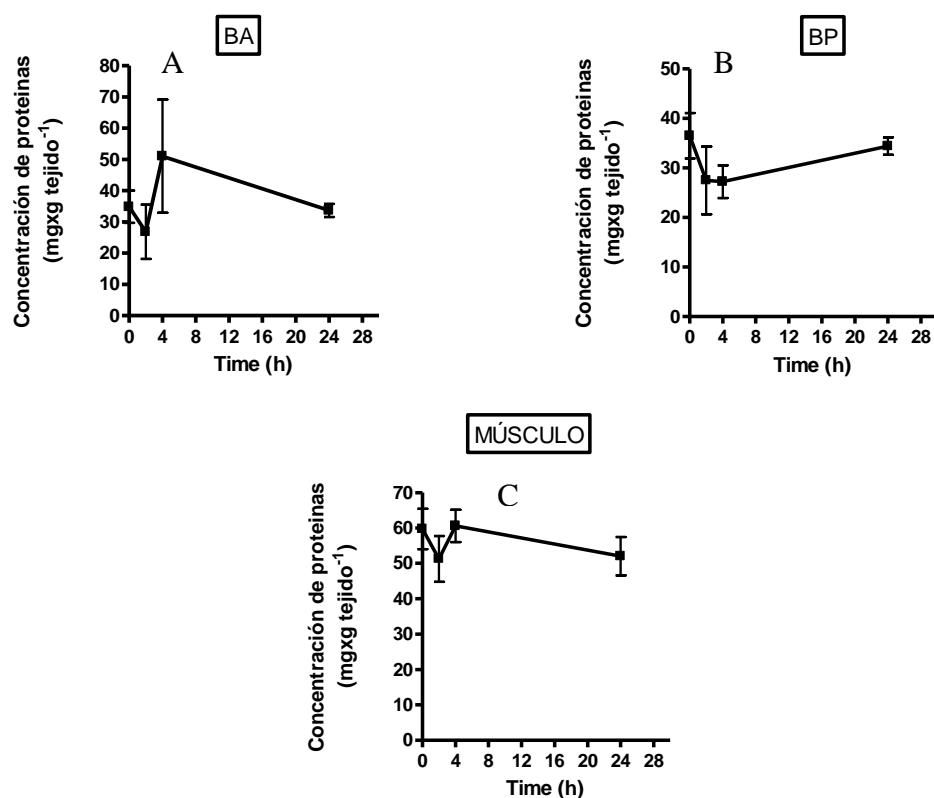 BA
A
Concentración de proteinas
(mgxg tejido-1)
80
70
60
50
40
30
20
10
0
0 4 8 12 16 20 24 28
Time (h)
BP
B
Concentración de proteinas
(mgxg tejido-1)
50
40
30
20
10
0
0 4 8 12 16 20 24 28
Time (h)
MÚSCULO
C
Concentración de proteinas
(mgxg tejido-1)
70
60
50
40
30
20
10
0
0 4 8 12 16 20 24 28
Time (h)